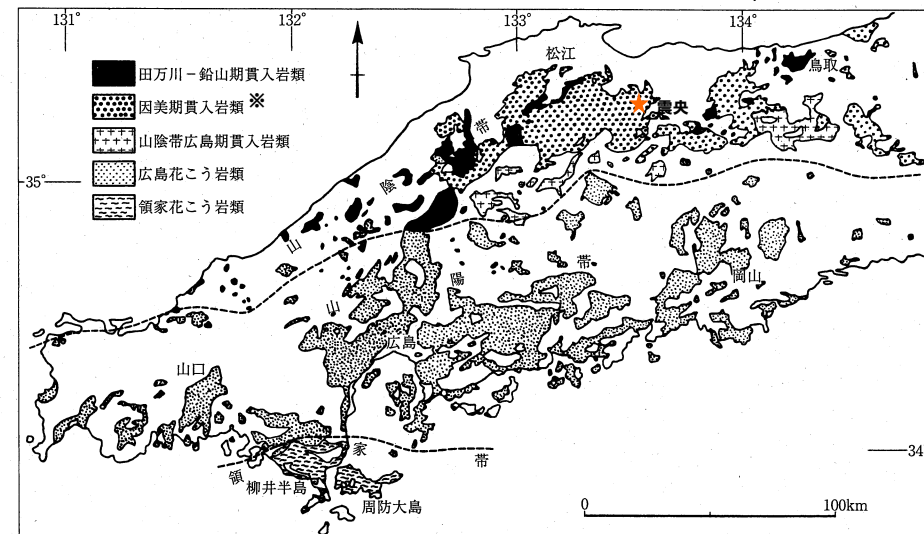 131°
132°
133°
134°
田万川－鉛山期貫入岩類
因美期貫入岩類※
山陰帯広島期貫入岩類
広島花こう岩類
領家花こう岩類
松江
鳥取
震央
35°
山陰帯
山陽帯
岡山
広島
山口
34
領家帯
柳井半島
周防大島
0
100km